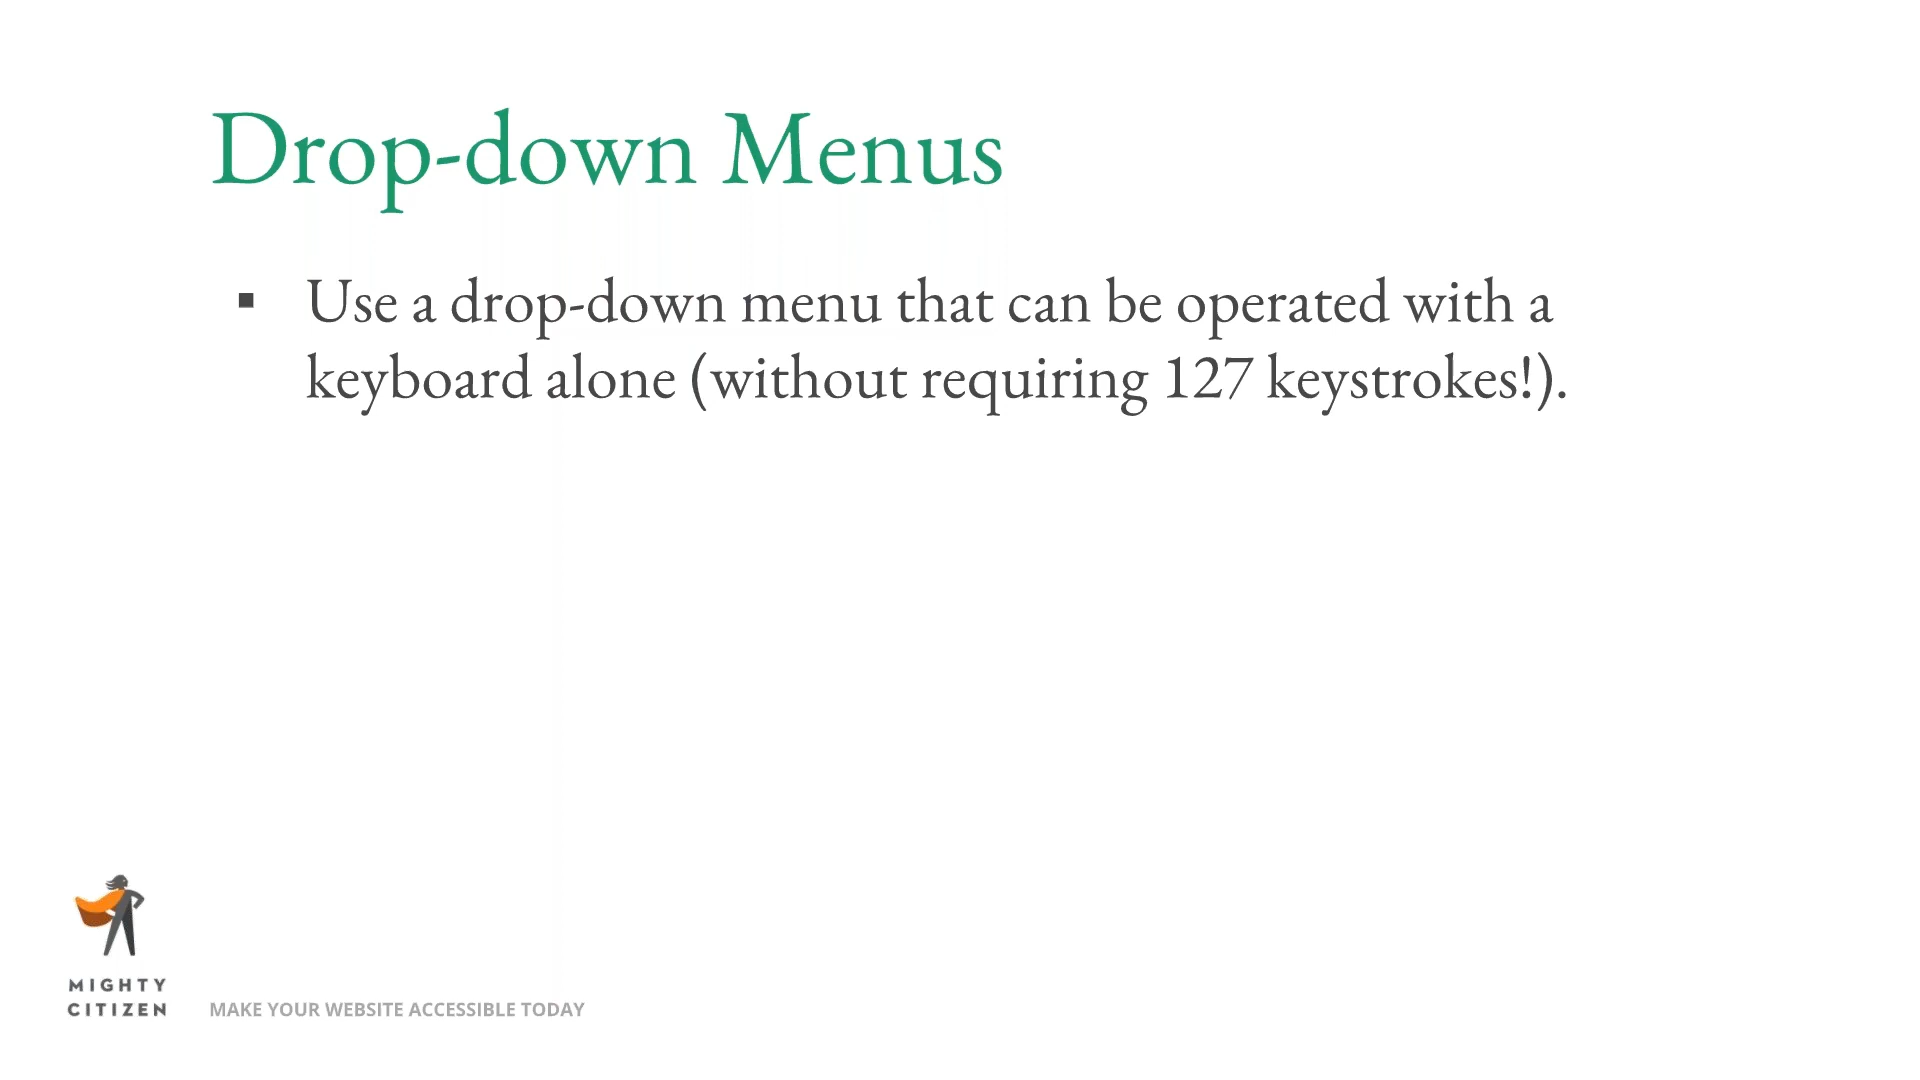 Drop-down Menus
▪ Use a drop-down menu that can be operated with a
keyboard alone (without requiring 127 keystrokes!).
MIGHTY
CITIZEN
MAKE YOUR WEBSITE ACCESSIBLE TODAY